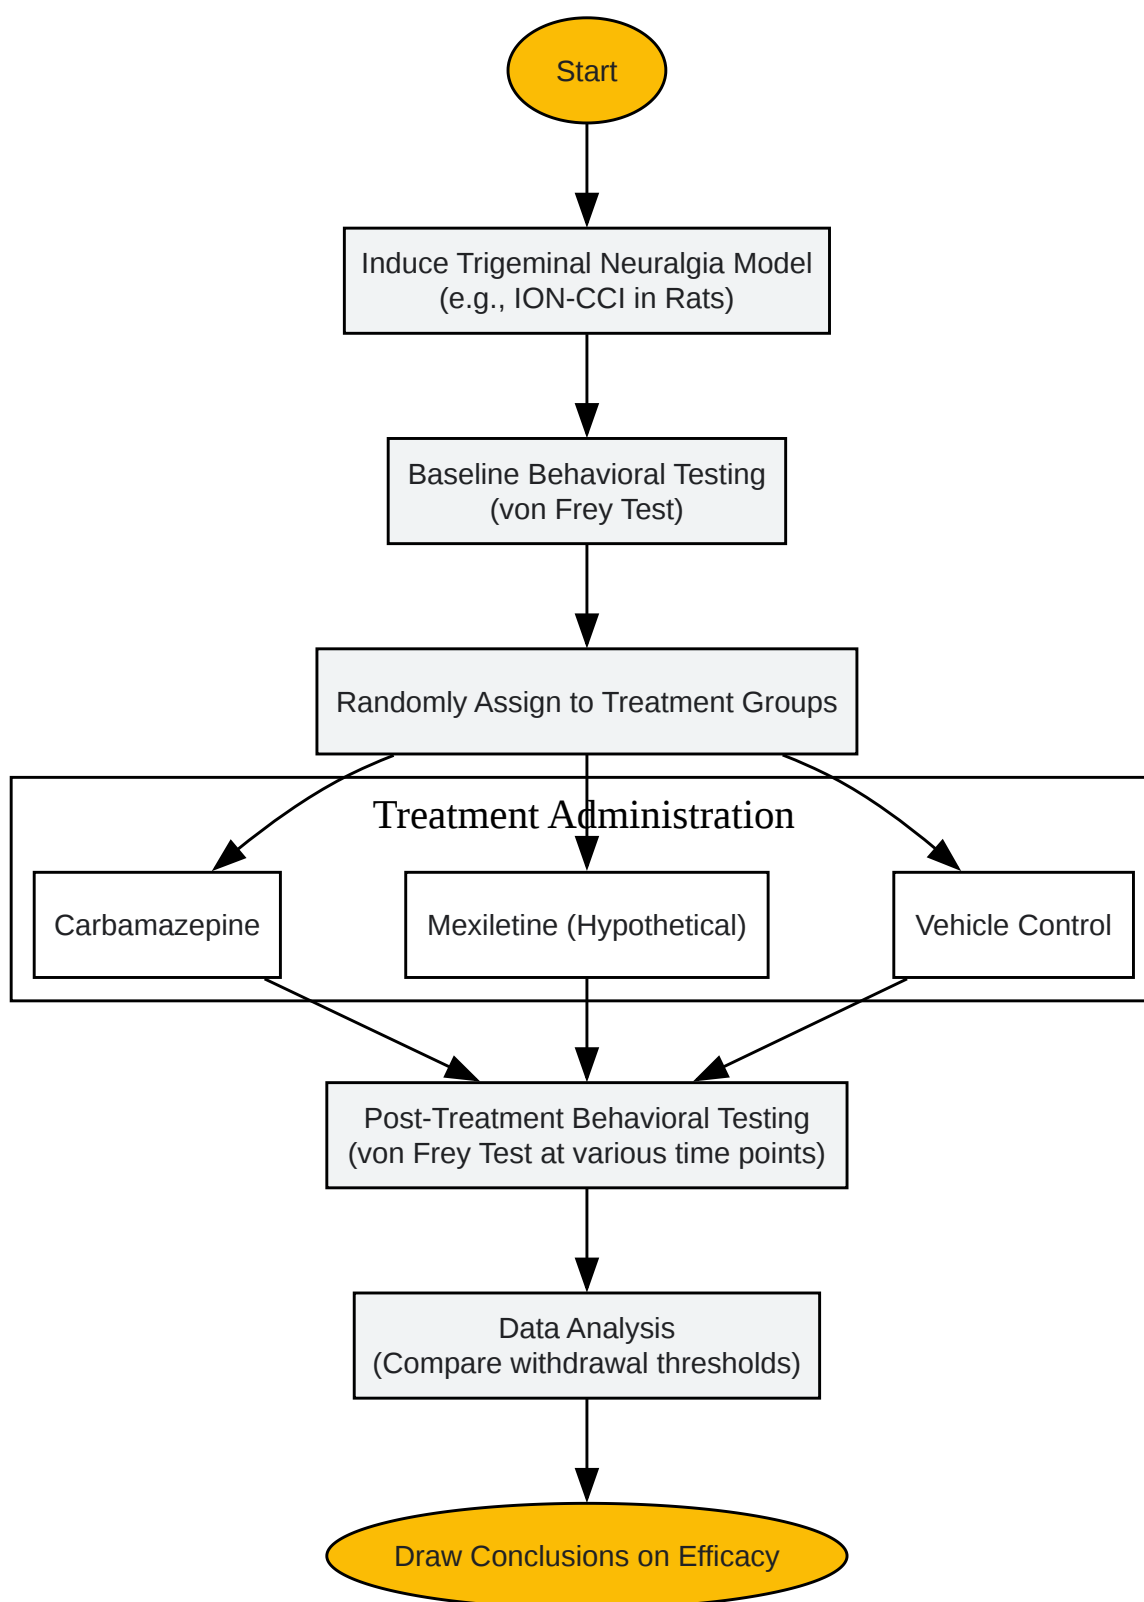 Start
Induce Trigeminal Neuralgia Model
(e.g., ION-CCI in Rats)
Baseline Behavioral Testing
(von Frey Test)
Randomly Assign to Treatment Groups
Treatment Administration
Carbamazepine
Mexiletine (Hypothetical)
Vehicle Control
Post-Treatment Behavioral Testing
(von Frey Test at various time points)
Data Analysis
(Compare withdrawal thresholds)
Draw Conclusions on Efficacy